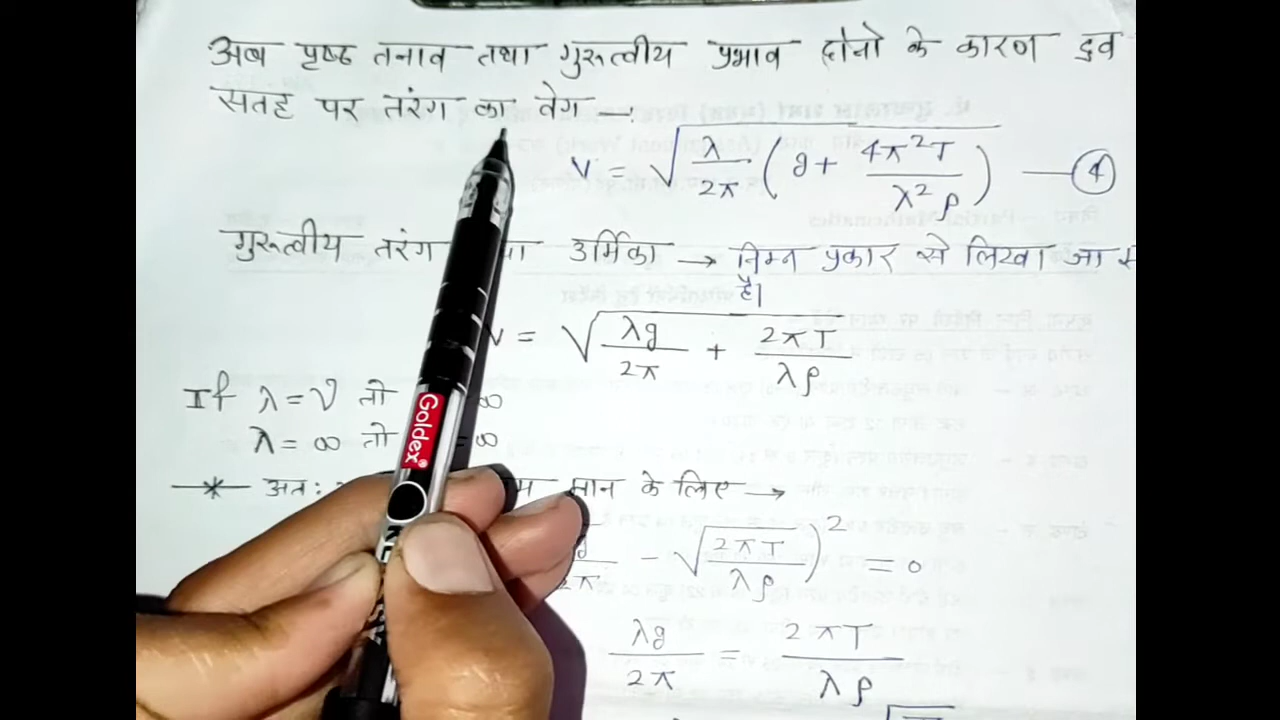 अब पृष्ठ तनाव तथा गुरुत्वीय प्रभाव दोनो के कारण द्रव
सतह पर तरंग का वेग →
v = √(λ/2π (g + 4π²T/λ²ρ)) — (4)
गुरुत्वीय तरंग उर्मिका → निम्न प्रकार से लिखा जा
है।
v = √(λg/2π + 2πT/λρ)
If λ = 0 तो ∞
λ = ∞ तो = ∞
* अतः मान के लिए →
g/2π − √(2πT/λρ))² = 0
λg/2π = 2πT/λρ
Goldex